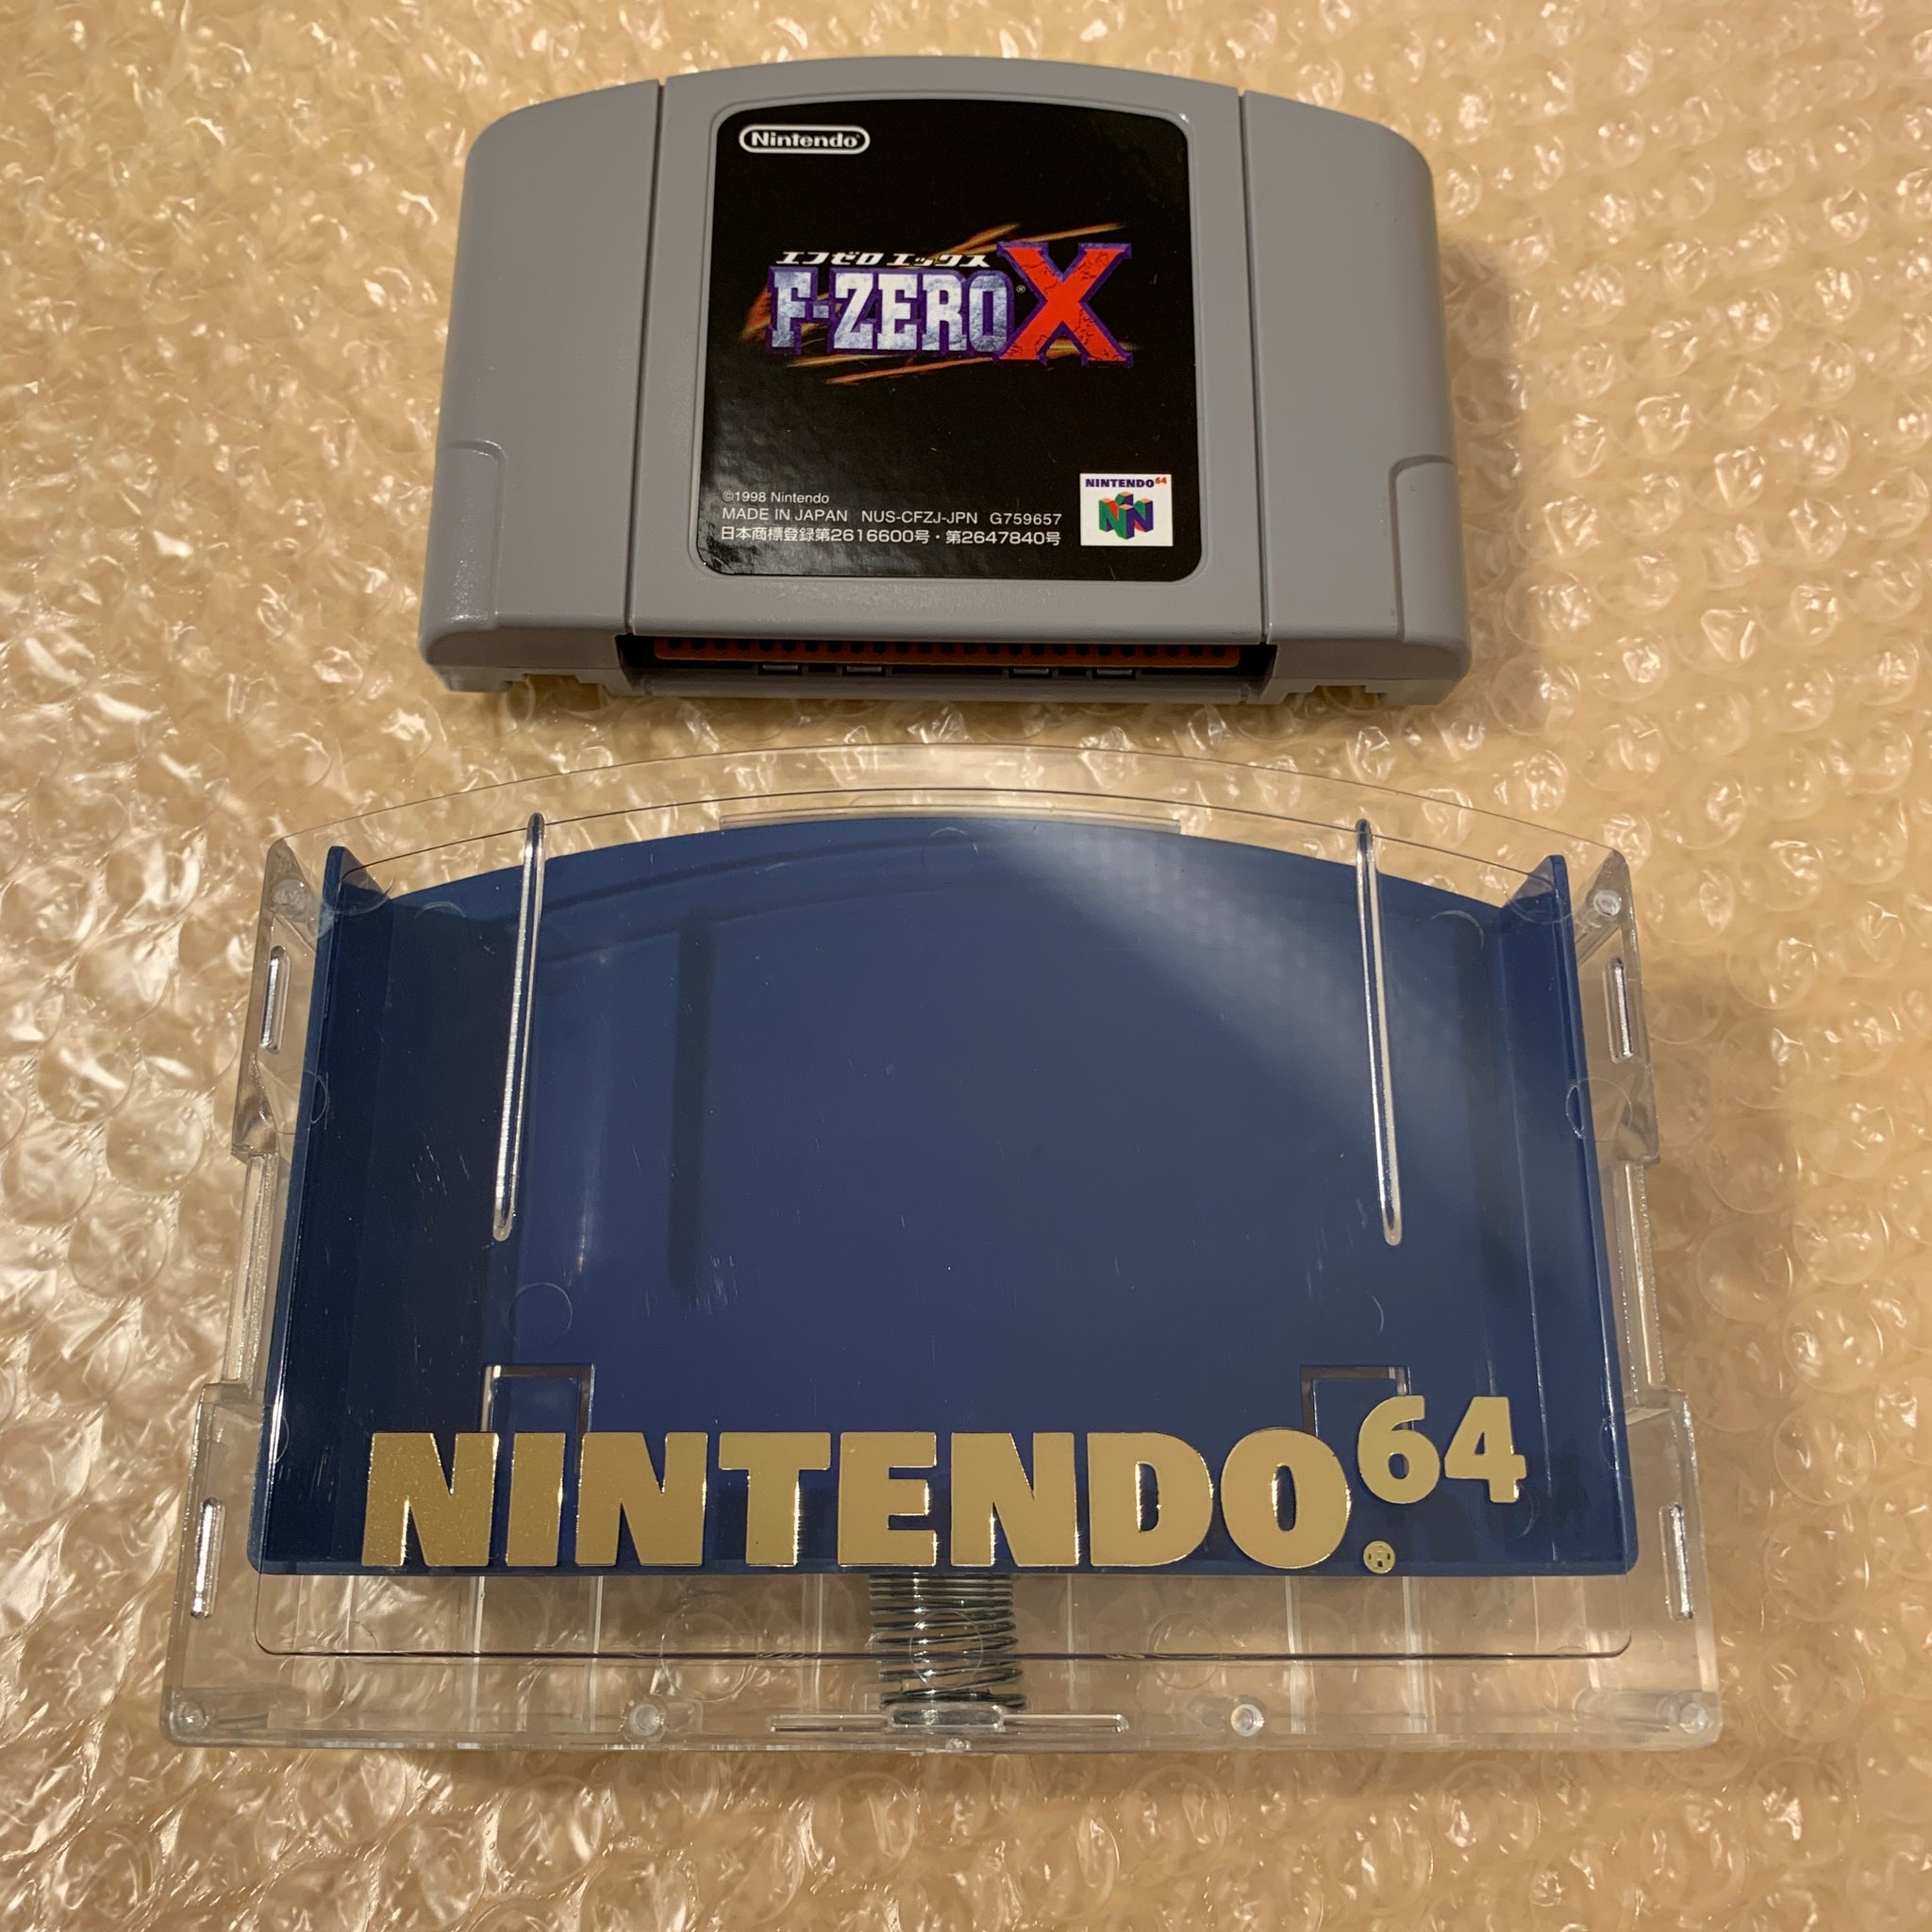 Nintendo®
エフゼロ エックス
F-ZERO X®
©1998 Nintendo
MADE IN JAPAN NUS-CFZJ-JPN G759657
日本商標登録第2616600号・第2647840号
NINTENDO64
NINTENDO64®